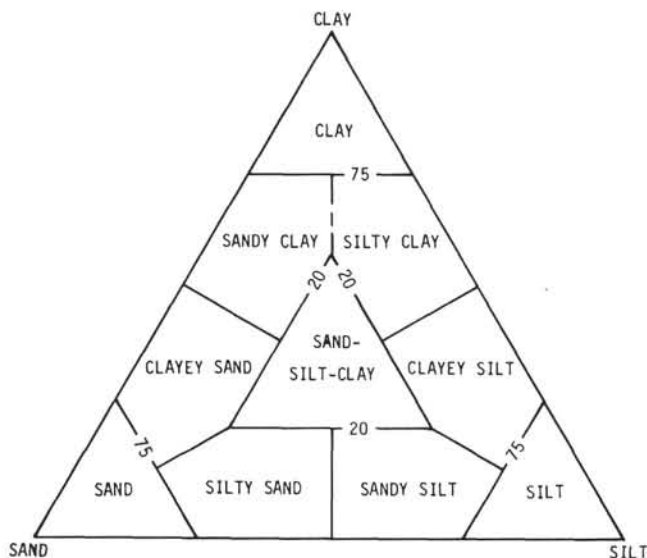 CLAY
CLAY
75
SANDY CLAY
SILTY CLAY
20
20
SAND-
SILT-CLAY
CLAYEY SAND
CLAYEY SILT
20
75
75
SAND
SILTY SAND
SANDY SILT
SILT
SAND
SILT